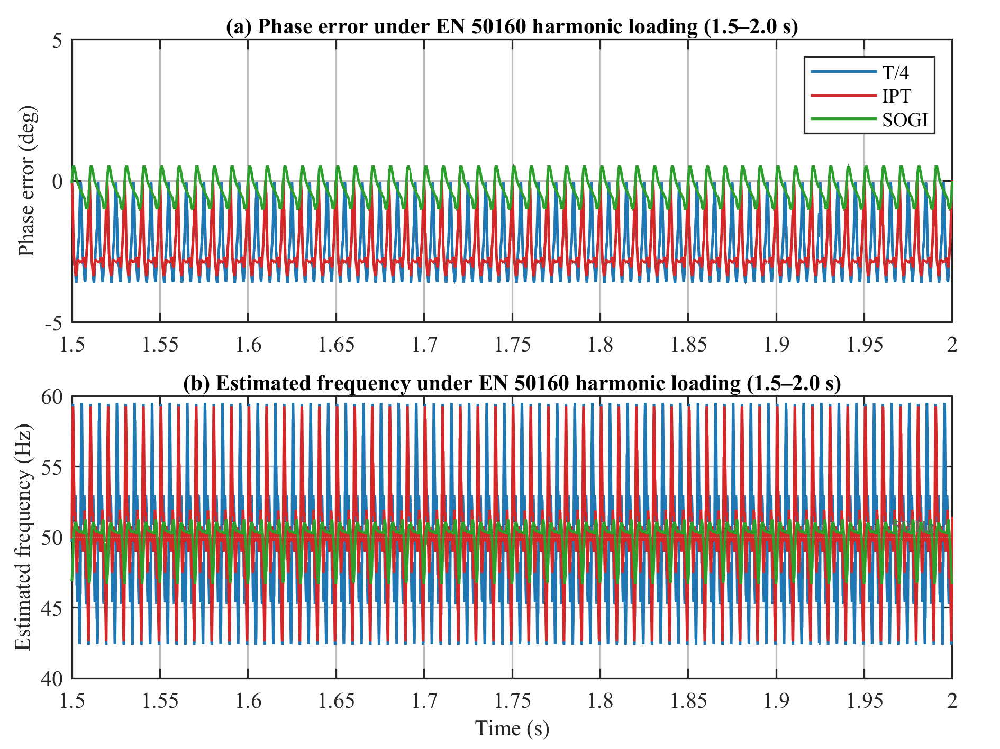 (a) Phase error under EN 50160 harmonic loading (1.5–2.0 s)
5
0
-5
Phase error (deg)
T/4
IPT
SOGI
1.5 1.55 1.6 1.65 1.7 1.75 1.8 1.85 1.9 1.95 2
(b) Estimated frequency under EN 50160 harmonic loading (1.5–2.0 s)
60
55
50
45
40
Estimated frequency (Hz)
1.5 1.55 1.6 1.65 1.7 1.75 1.8 1.85 1.9 1.95 2
Time (s)